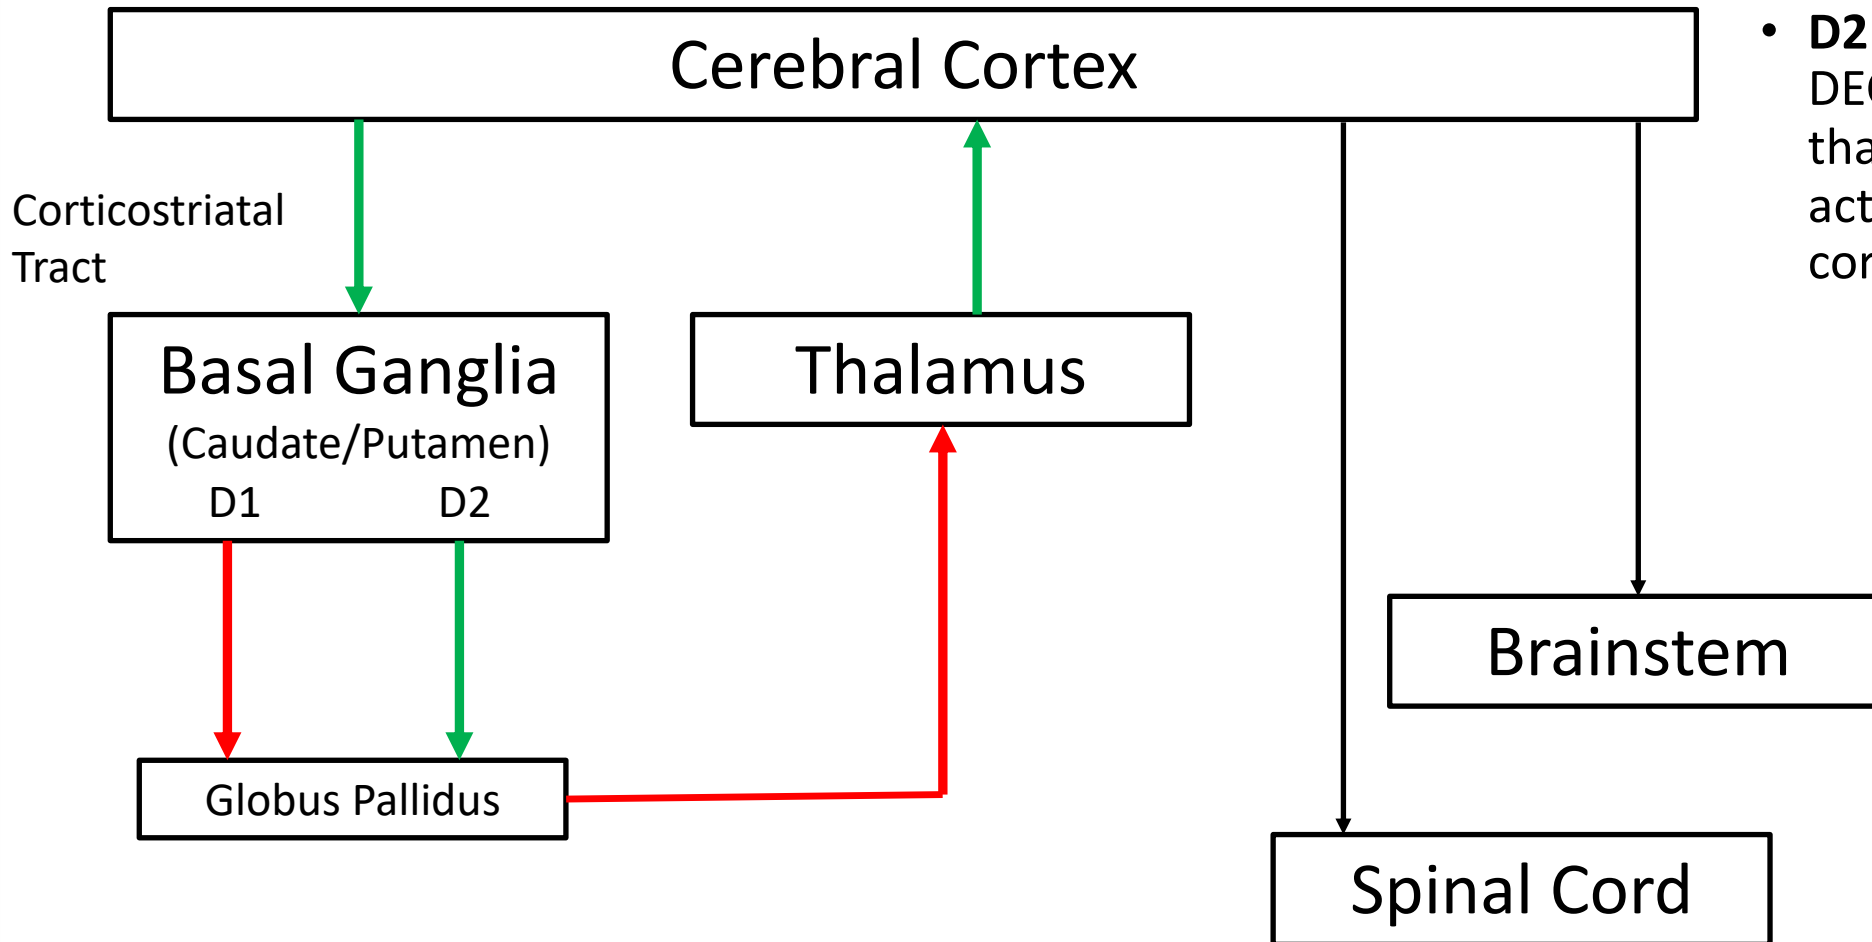 Cerebral Cortex
Corticostriatal
Tract
Basal Ganglia
(Caudate/Putamen)
D1 D2
Thalamus
Globus Pallidus
Brainstem
Spinal Cord
• D2